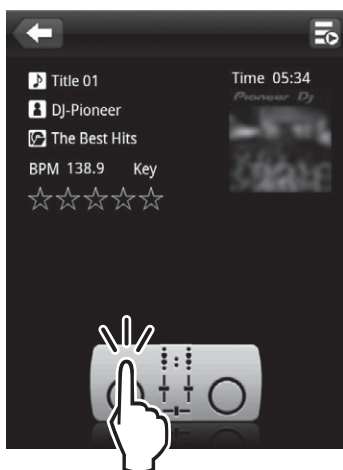 Title 01
Time 05:34
Pioneer Dj
DJ-Pioneer
The Best Hits
BPM 138.9 Key